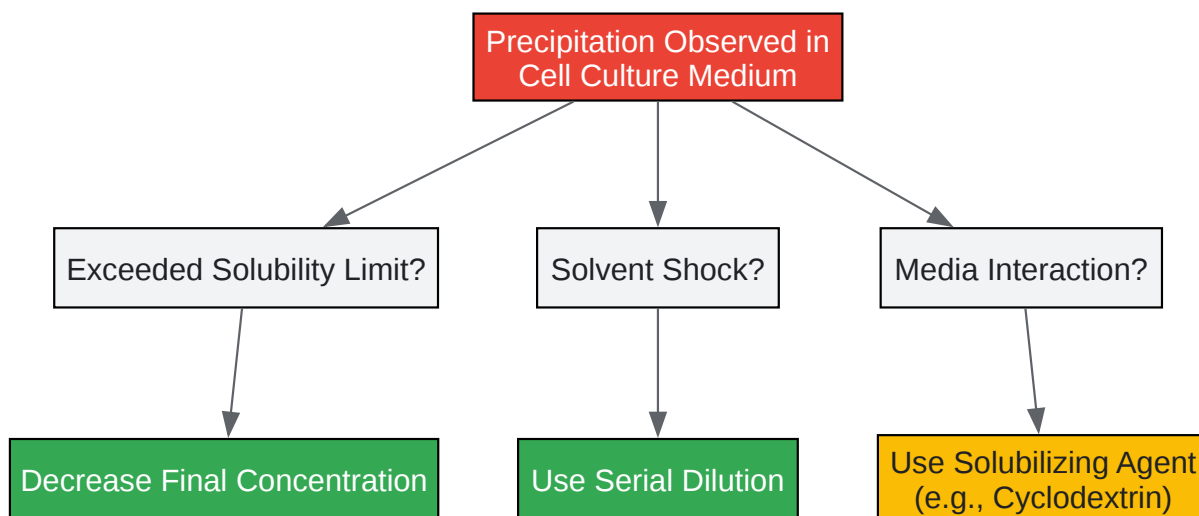 Precipitation Observed in
Cell Culture Medium
Exceeded Solubility Limit?
Solvent Shock?
Media Interaction?
Decrease Final Concentration
Use Serial Dilution
Use Solubilizing Agent
(e.g., Cyclodextrin)